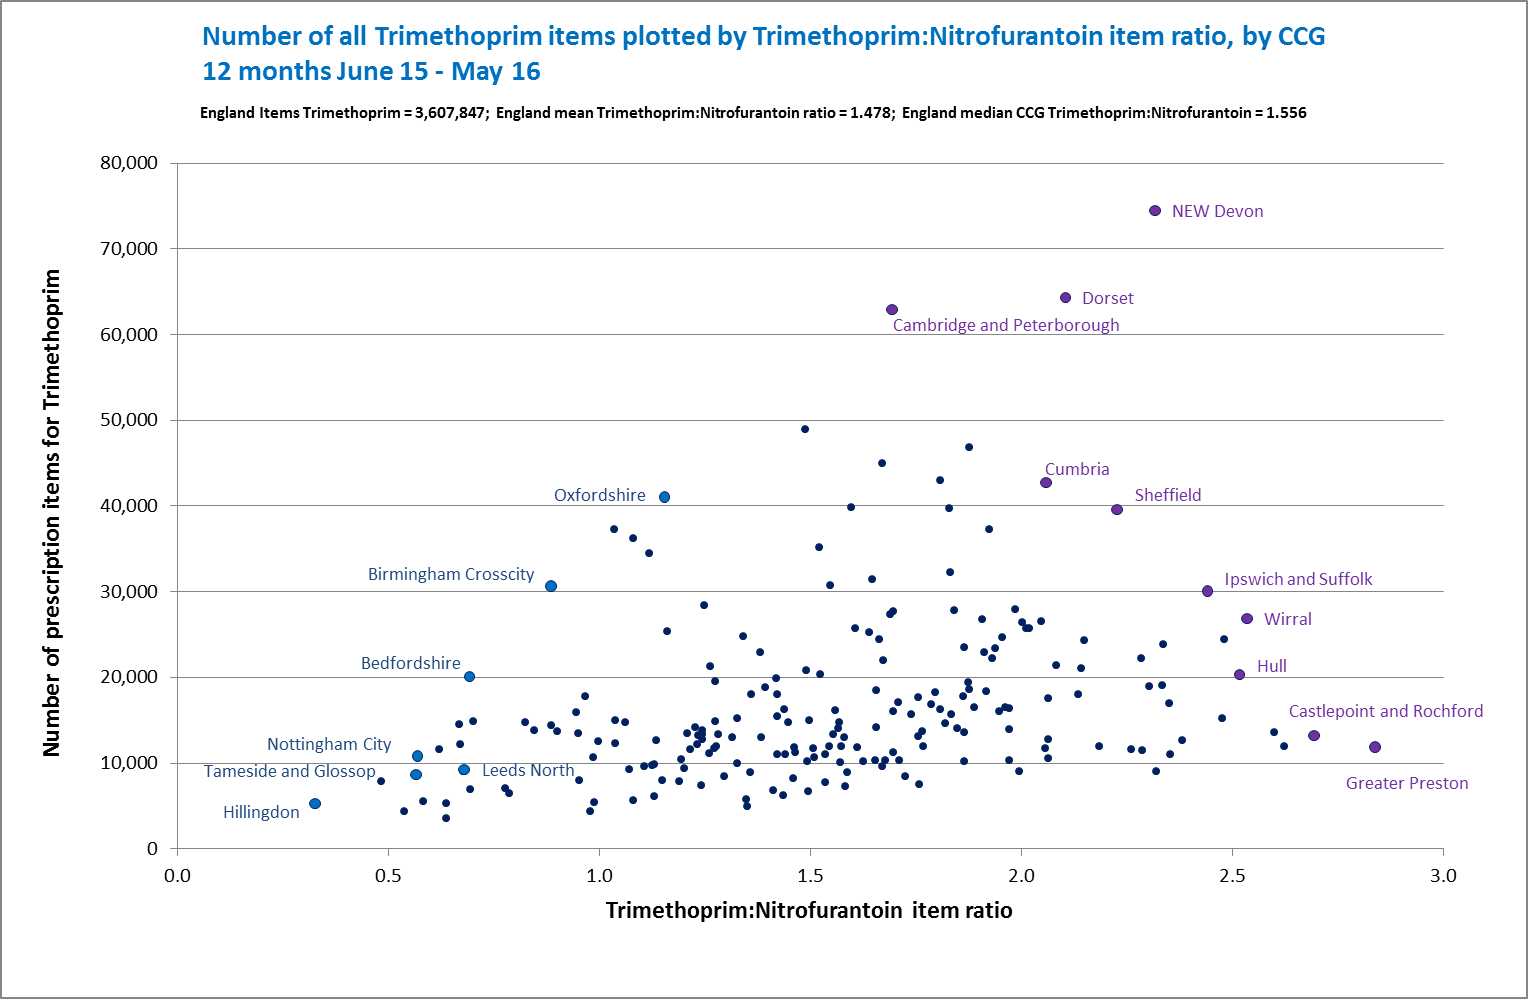 Number of all Trimethoprim items plotted by Trimethoprim:Nitrofurantoin item ratio, by CCG
12 months June 15 - May 16
England Items Trimethoprim = 3,607,847; England mean Trimethoprim:Nitrofurantoin ratio = 1.478; England median CCG Trimethoprim:Nitrofurantoin = 1.556
Number of prescription items for Trimethoprim
80,000
70,000
60,000
50,000
40,000
30,000
20,000
10,000
0
NEW Devon
Dorset
Cambridge and Peterborough
Cumbria
Oxfordshire
Sheffield
Birmingham Crosscity
Ipswich and Suffolk
Wirral
Bedfordshire
Hull
Castlepoint and Rochford
Nottingham City
Tameside and Glossop
Leeds North
Greater Preston
Hillingdon
0.0
0.5
1.0
1.5
2.0
2.5
3.0
Trimethoprim:Nitrofurantoin item ratio